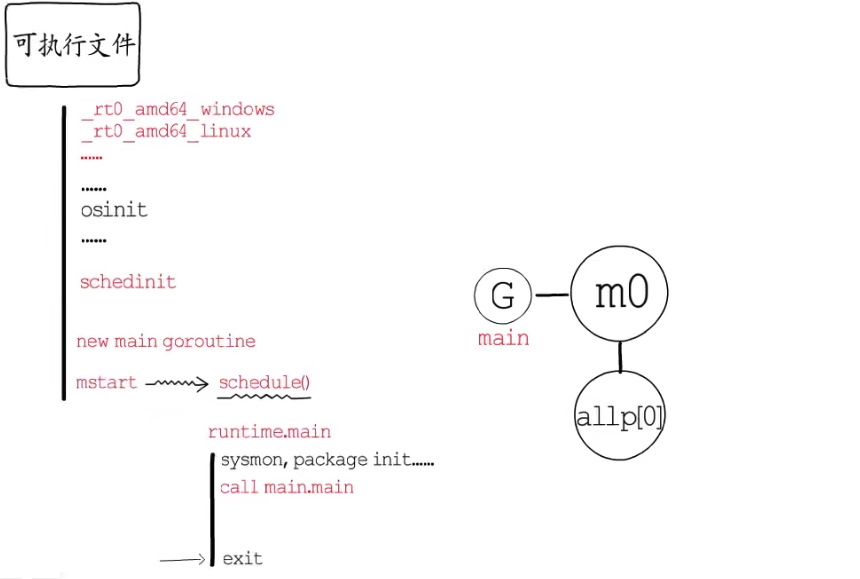 可执行文件
_rt0_amd64_windows
_rt0_amd64_linux
……
……
osinit
……
schedinit
new main goroutine
mstart schedule()
runtime.main
sysmon, package init……
call main.main
exit
G
main
m0
allp[0]